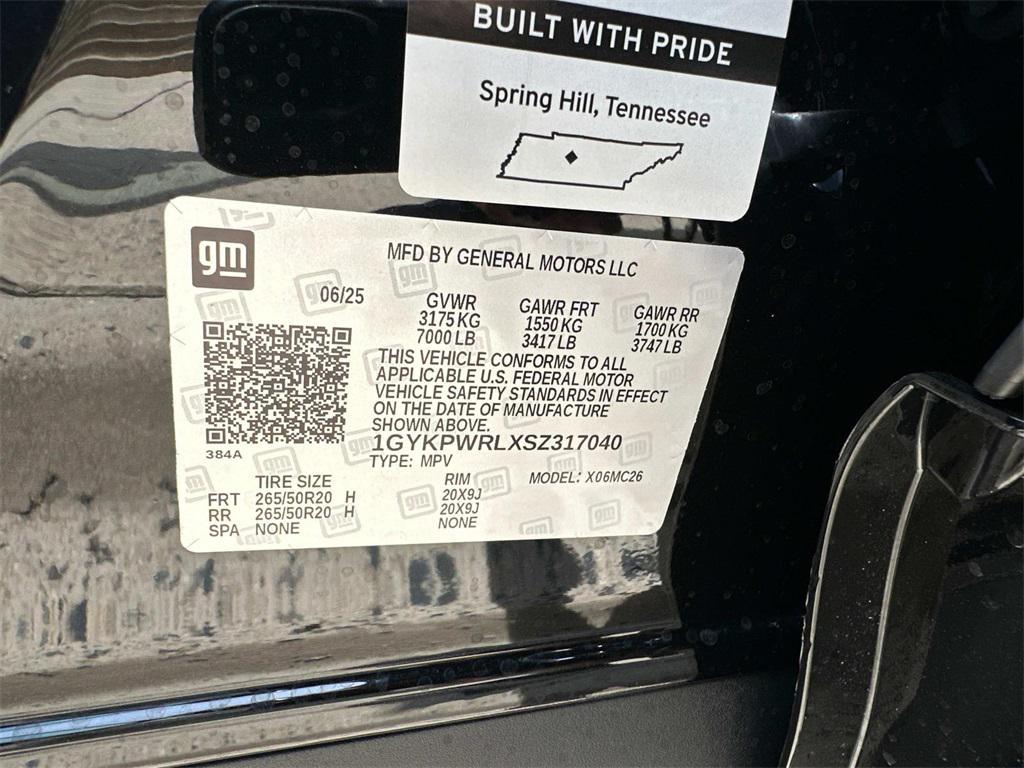 BUILT WITH PRIDE
Spring Hill, Tennessee
gm
MFD BY GENERAL MOTORS LLC
06/25
GVWR GAWR FRT GAWR RR
3175 KG 1550 KG 1700 KG
7000 LB 3417 LB 3747 LB
THIS VEHICLE CONFORMS TO ALL
APPLICABLE U.S. FEDERAL MOTOR
VEHICLE SAFETY STANDARDS IN EFFECT
ON THE DATE OF MANUFACTURE
SHOWN ABOVE.
1GYKPWRLXSZ317040
384A
TYPE: MPV MODEL: X06MC26
TIRE SIZE RIM
FRT 265/50R20 H 20X9J
RR 265/50R20 H 20X9J
SPA NONE NONE